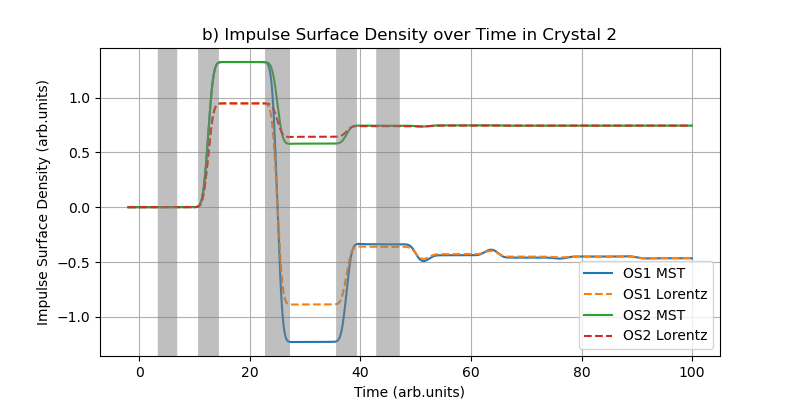 b) Impulse Surface Density over Time in Crystal 2
Impulse Surface Density (arb.units)
1.0
0.5
0.0
−0.5
−1.0
0 20 40 60 80 100
Time (arb.units)
OS1 MST
OS1 Lorentz
OS2 MST
OS2 Lorentz